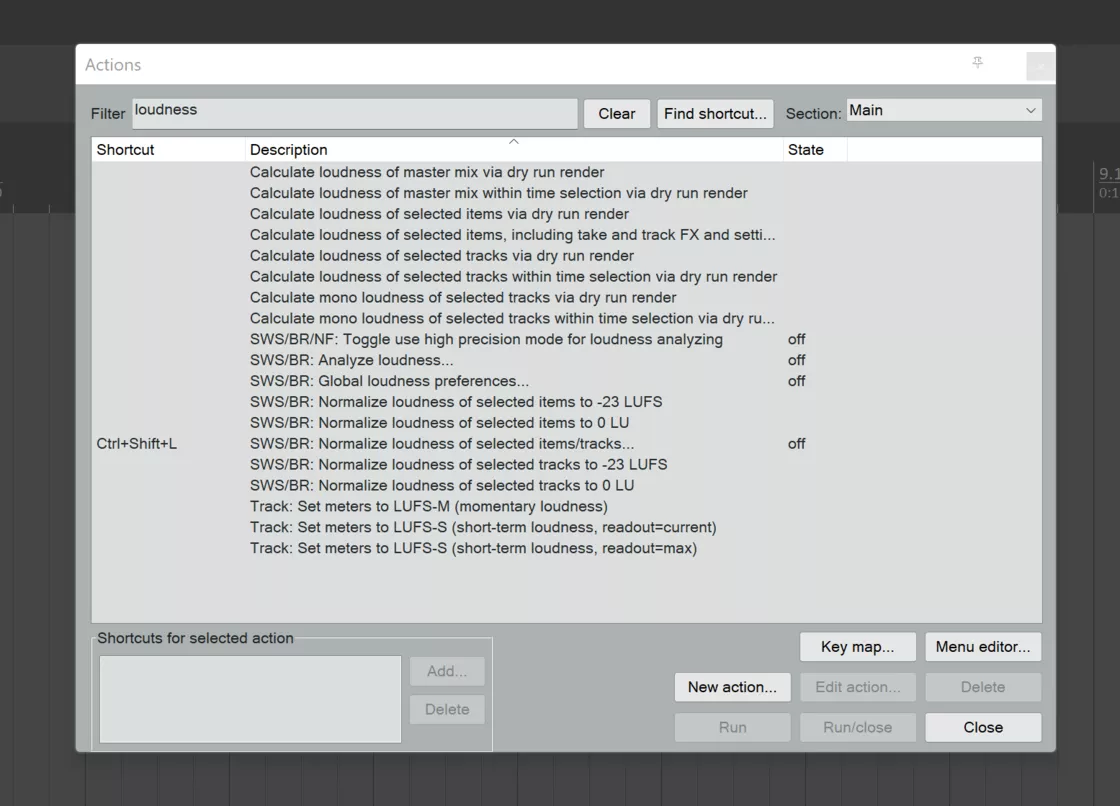 Actions
Filter loudness Clear Find shortcut... Section: Main
Shortcut Description State
Calculate loudness of master mix via dry run render
Calculate loudness of master mix within time selection via dry run render
Calculate loudness of selected items via dry run render
Calculate loudness of selected items, including take and track FX and setti...
Calculate loudness of selected tracks via dry run render
Calculate loudness of selected tracks within time selection via dry run render
Calculate mono loudness of selected tracks via dry run render
Calculate mono loudness of selected tracks within time selection via dry ru...
SWS/BR/NF: Toggle use high precision mode for loudness analyzing off
SWS/BR: Analyze loudness... off
SWS/BR: Global loudness preferences... off
SWS/BR: Normalize loudness of selected items to -23 LUFS
SWS/BR: Normalize loudness of selected items to 0 LU
Ctrl+Shift+L SWS/BR: Normalize loudness of selected items/tracks... off
SWS/BR: Normalize loudness of selected tracks to -23 LUFS
SWS/BR: Normalize loudness of selected tracks to 0 LU
Track: Set meters to LUFS-M (momentary loudness)
Track: Set meters to LUFS-S (short-term loudness, readout=current)
Track: Set meters to LUFS-S (short-term loudness, readout=max)
Shortcuts for selected action
Add...
Delete
Key map... Menu editor...
New action... Edit action... Delete
Run Run/close Close
9.1
0:1